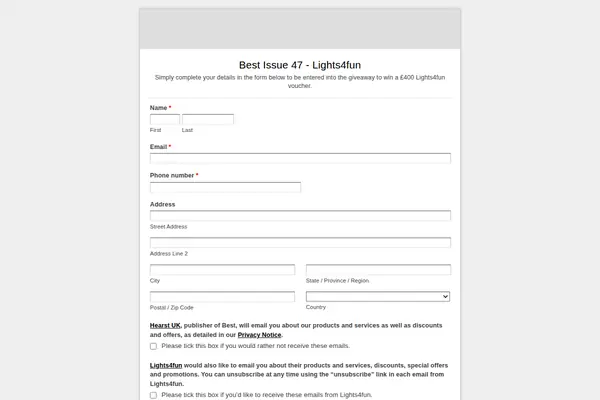 Best Issue 47 - Lights4fun
Simply complete your details in the form below to be entered into the giveaway to win a £400 Lights4fun
voucher.
Name *
First Last
Email *
Phone number *
Address
Street Address
Address Line 2
City State / Province / Region
Postal / Zip Code Country
Hearst UK, publisher of Best, will email you about our products and services as well as discounts
and offers, as detailed in our Privacy Notice.
Please tick this box if you would rather not receive these emails.
Lights4fun would also like to email you about their products and services, discounts, special offers
and promotions. You can unsubscribe at any time using the “unsubscribe” link in each email from
Lights4fun.
Please tick this box if you'd like to receive these emails from Lights4fun.